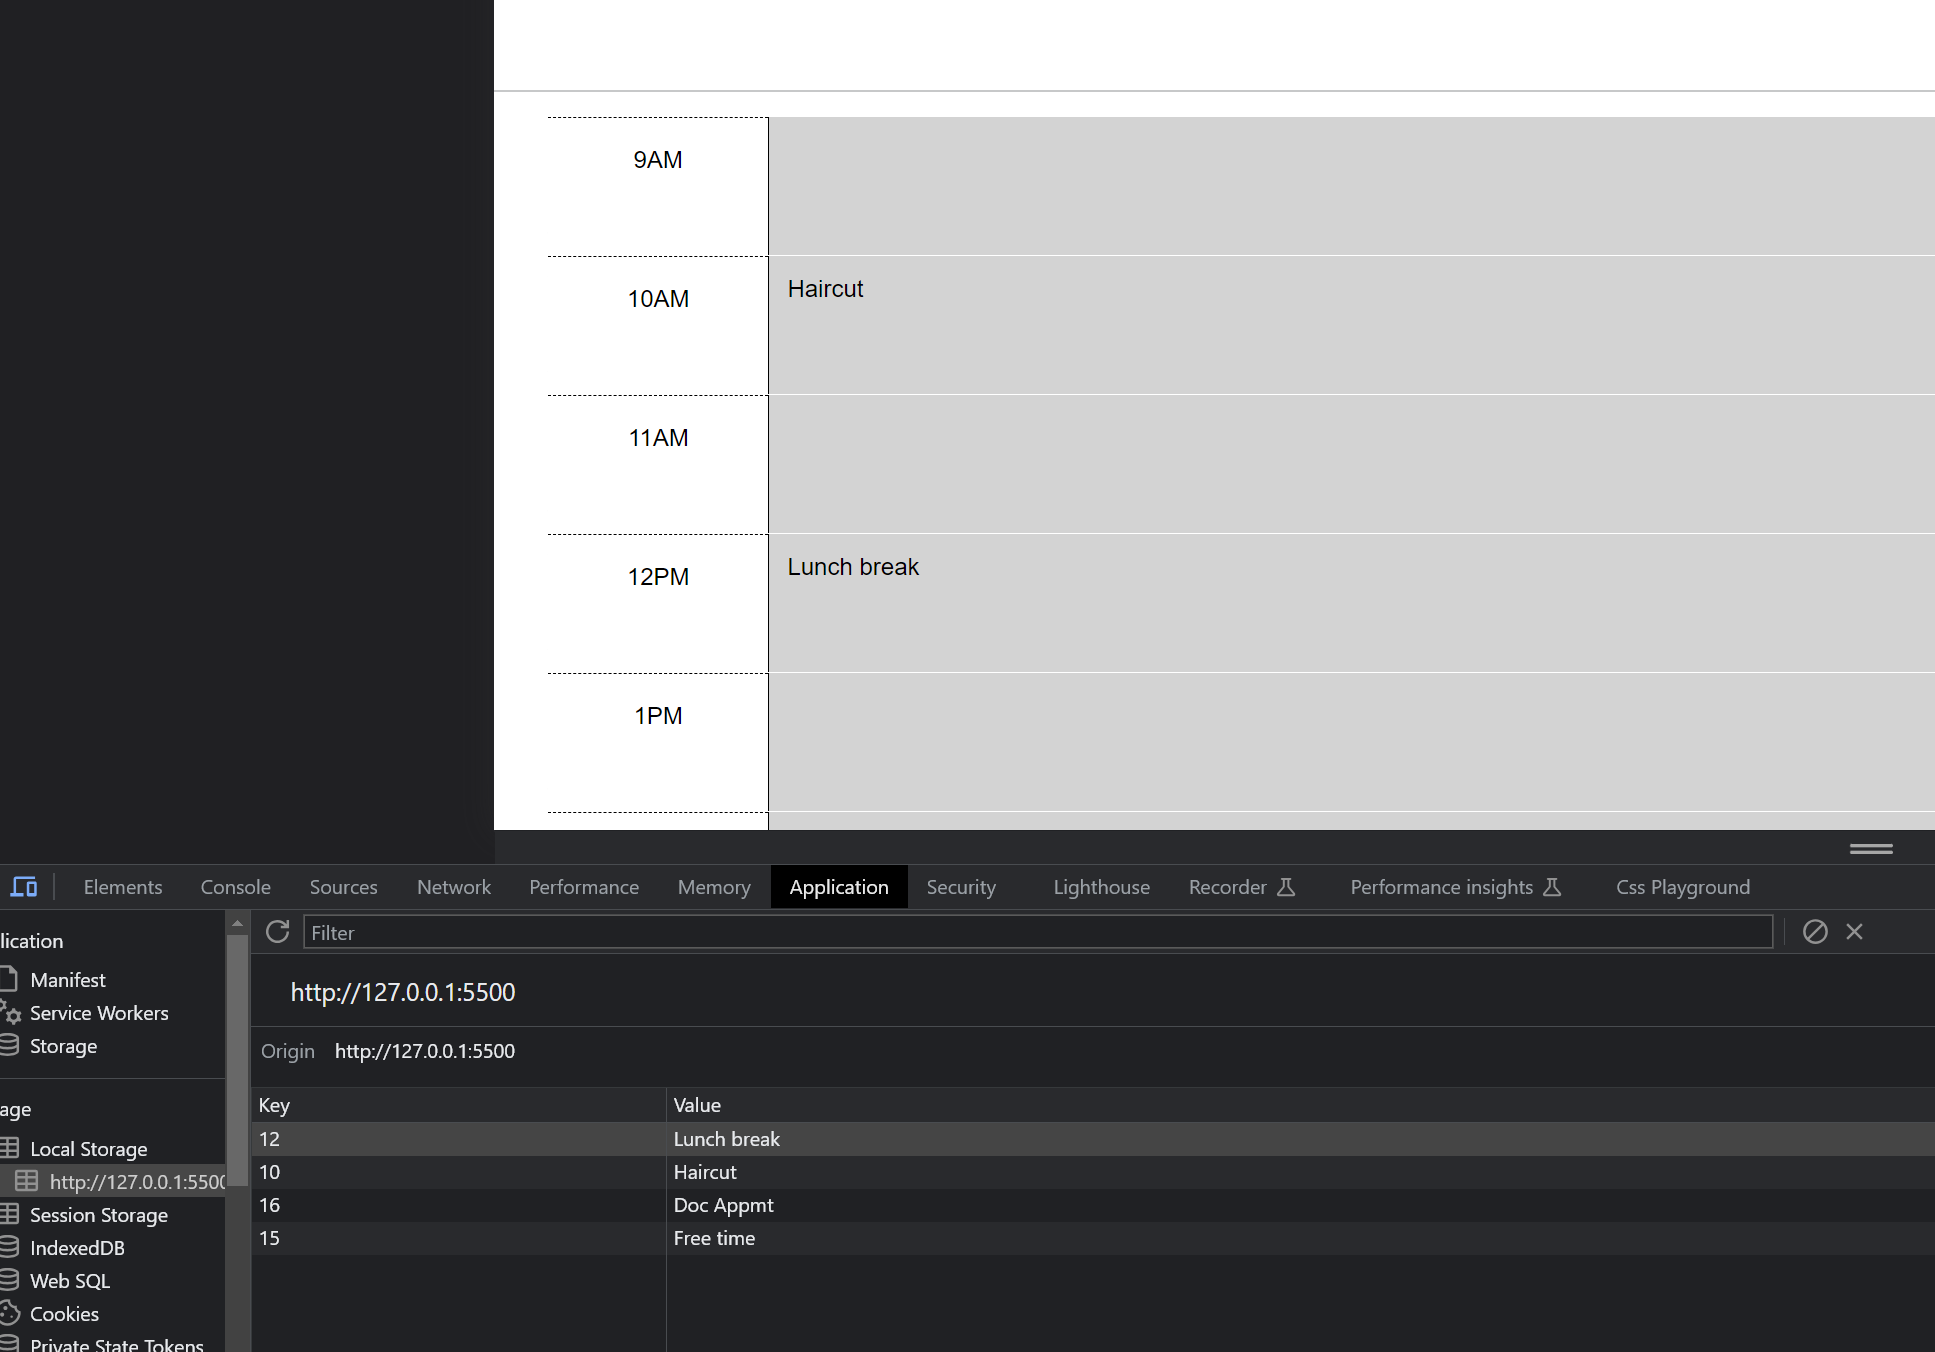 9AM
10AM Haircut
11AM
12PM Lunch break
1PM
Elements Console Sources Network Performance Memory Application Security Lighthouse Recorder Performance insights Css Playground
lication
Manifest
Service Workers
Storage
age
Local Storage
http://127.0.0.1:5500
Session Storage
IndexedDB
Web SQL
Cookies
Private State Tokens
Filter
http://127.0.0.1:5500
Origin http://127.0.0.1:5500
Key Value
12 Lunch break
10 Haircut
16 Doc Appmt
15 Free time